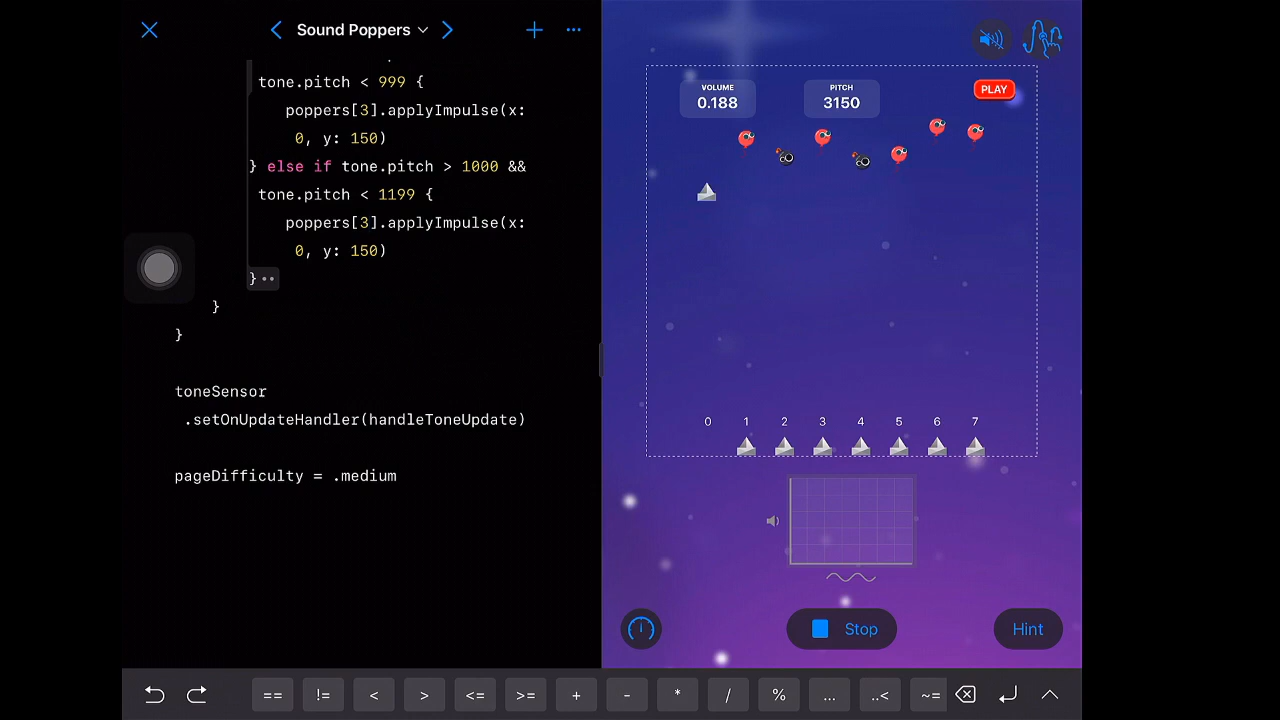 Sound Poppers
tone.pitch < 999 {
poppers[3].applyImpulse(x:
0, y: 150)
} else if tone.pitch > 1000 &&
tone.pitch < 1199 {
poppers[3].applyImpulse(x:
0, y: 150)
}
}
}
toneSensor
.setOnUpdateHandler(handleToneUpdate)
pageDifficulty = .medium
VOLUME
0.188
PITCH
3150
PLAY
0 1 2 3 4 5 6 7
Stop
Hint
== != < > <= >= + - * / % ... ..< ~=